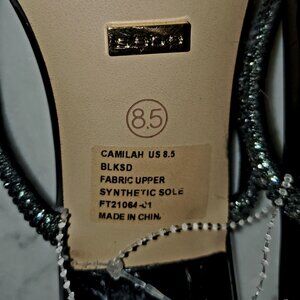 8.5
CAMILAH US 8.5
BLKSD
FABRIC UPPER
SYNTHETIC SOLE
FT21064-01
MADE IN CHINA